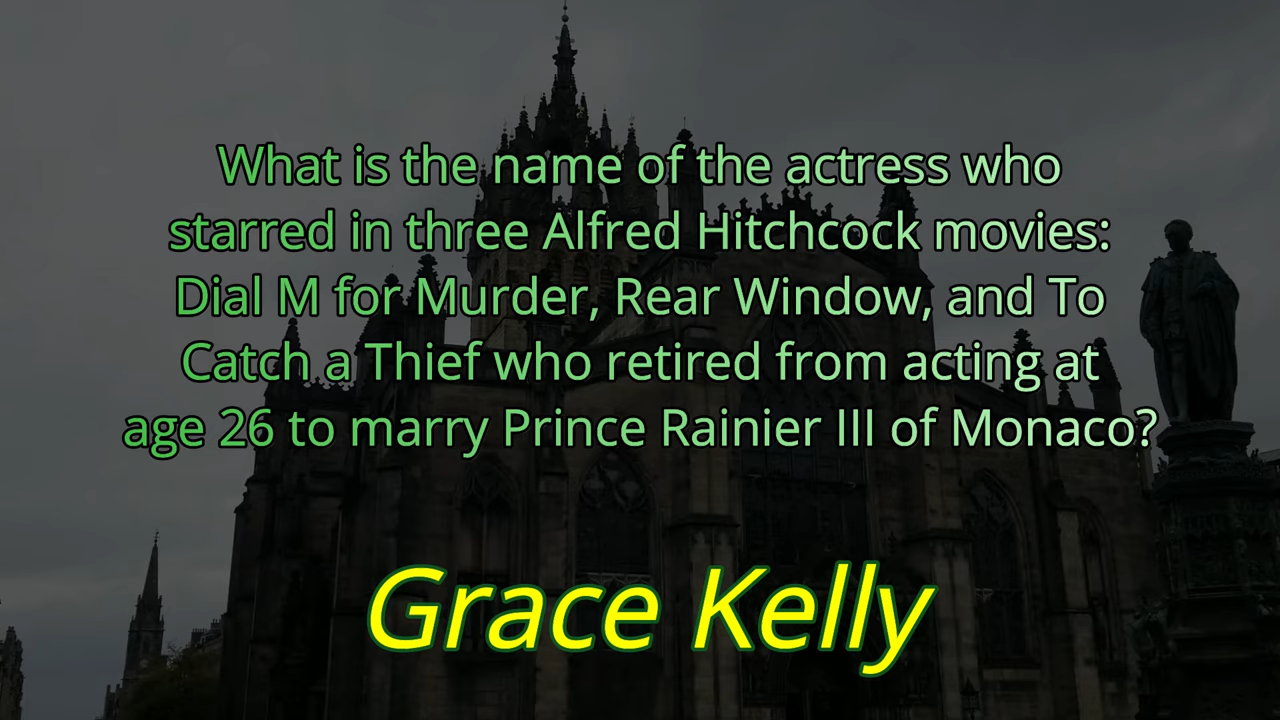 What is the name of the actress who
starred in three Alfred Hitchcock movies:
Dial M for Murder, Rear Window, and To
Catch a Thief who retired from acting at
age 26 to marry Prince Rainier III of Monaco?
Grace Kelly